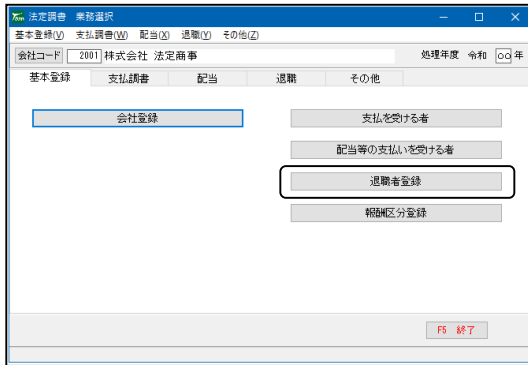 法定調書 業務選択
基本登録(V) 支払調書(W) 配当(X) 退職(Y) その他(Z)
会社コード 2001 株式会社 法定商事 処理年度 令和 ○○ 年
基本登録 支払調書 配当 退職 その他
会社登録 支払を受ける者
配当等の支払いを受ける者
退職者登録
報酬区分登録
F5 終了